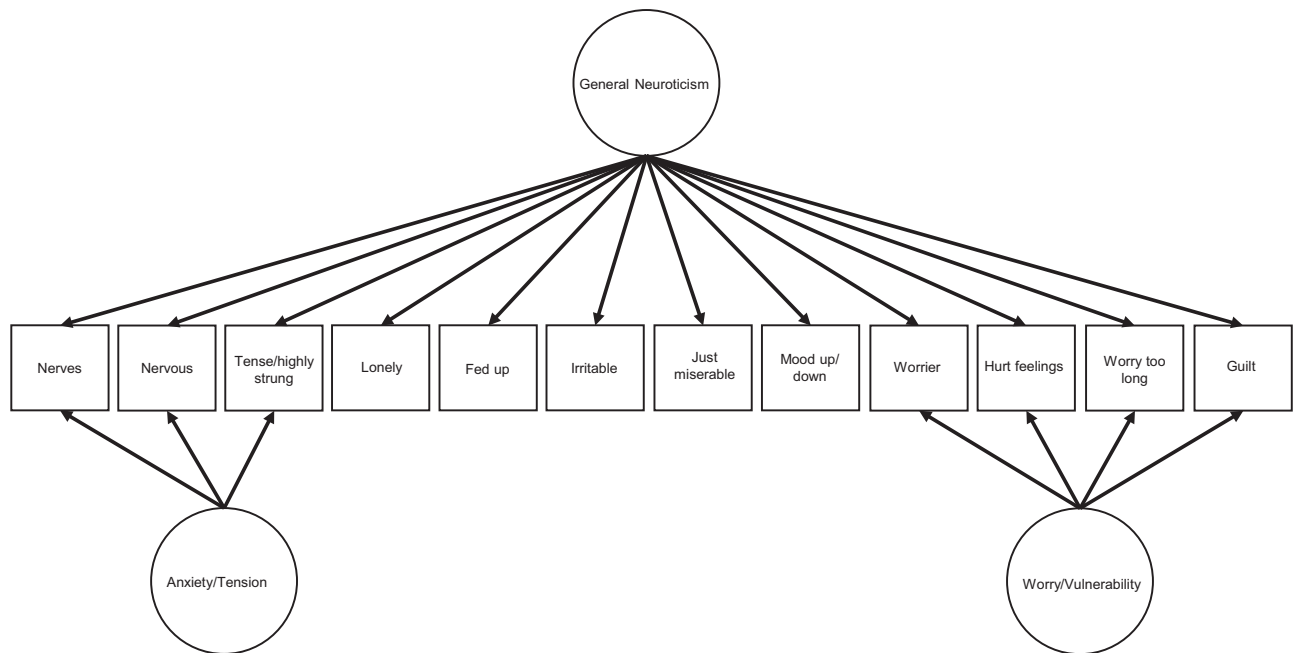 General Neuroticism
Nerves
Nervous
Tense/highly
strung
Lonely
Fed up
Irritable
Just
miserable
Mood up/
down
Worrier
Hurt feelings
Worry too
long
Guilt
Anxiety/Tension
Worry/Vulnerability